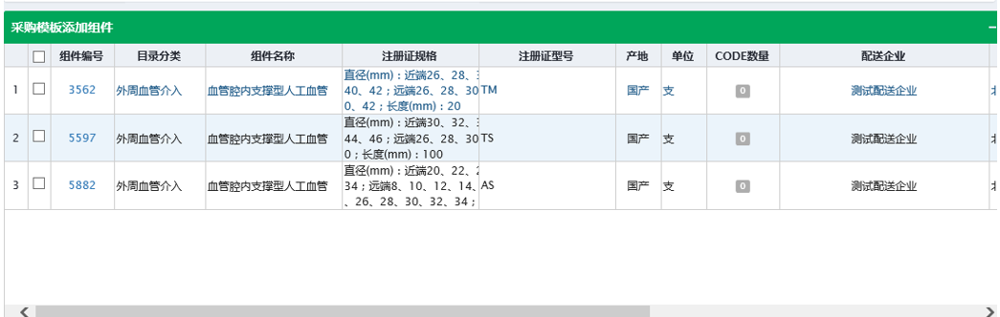 采购模板添加组件
组件编号 目录分类 组件名称 注册证规格 注册证型号 产地 单位 CODE数量 配送企业
1 3562 外周血管介入 血管腔内支撑型人工血管 直径(mm)：近端26、28、 TM 国产 支 0 测试配送企业
40、42；远端26、28、30
0、42；长度(mm)：20
2 5597 外周血管介入 血管腔内支撑型人工血管 直径(mm)：近端30、32、 TS 国产 支 0 测试配送企业
44、46；远端26、28、30
0；长度(mm)：100
3 5882 外周血管介入 血管腔内支撑型人工血管 直径(mm)：近端20、22、 AS 国产 支 0 测试配送企业
34；远端8、10、12、14、
、26、28、30、32、34；